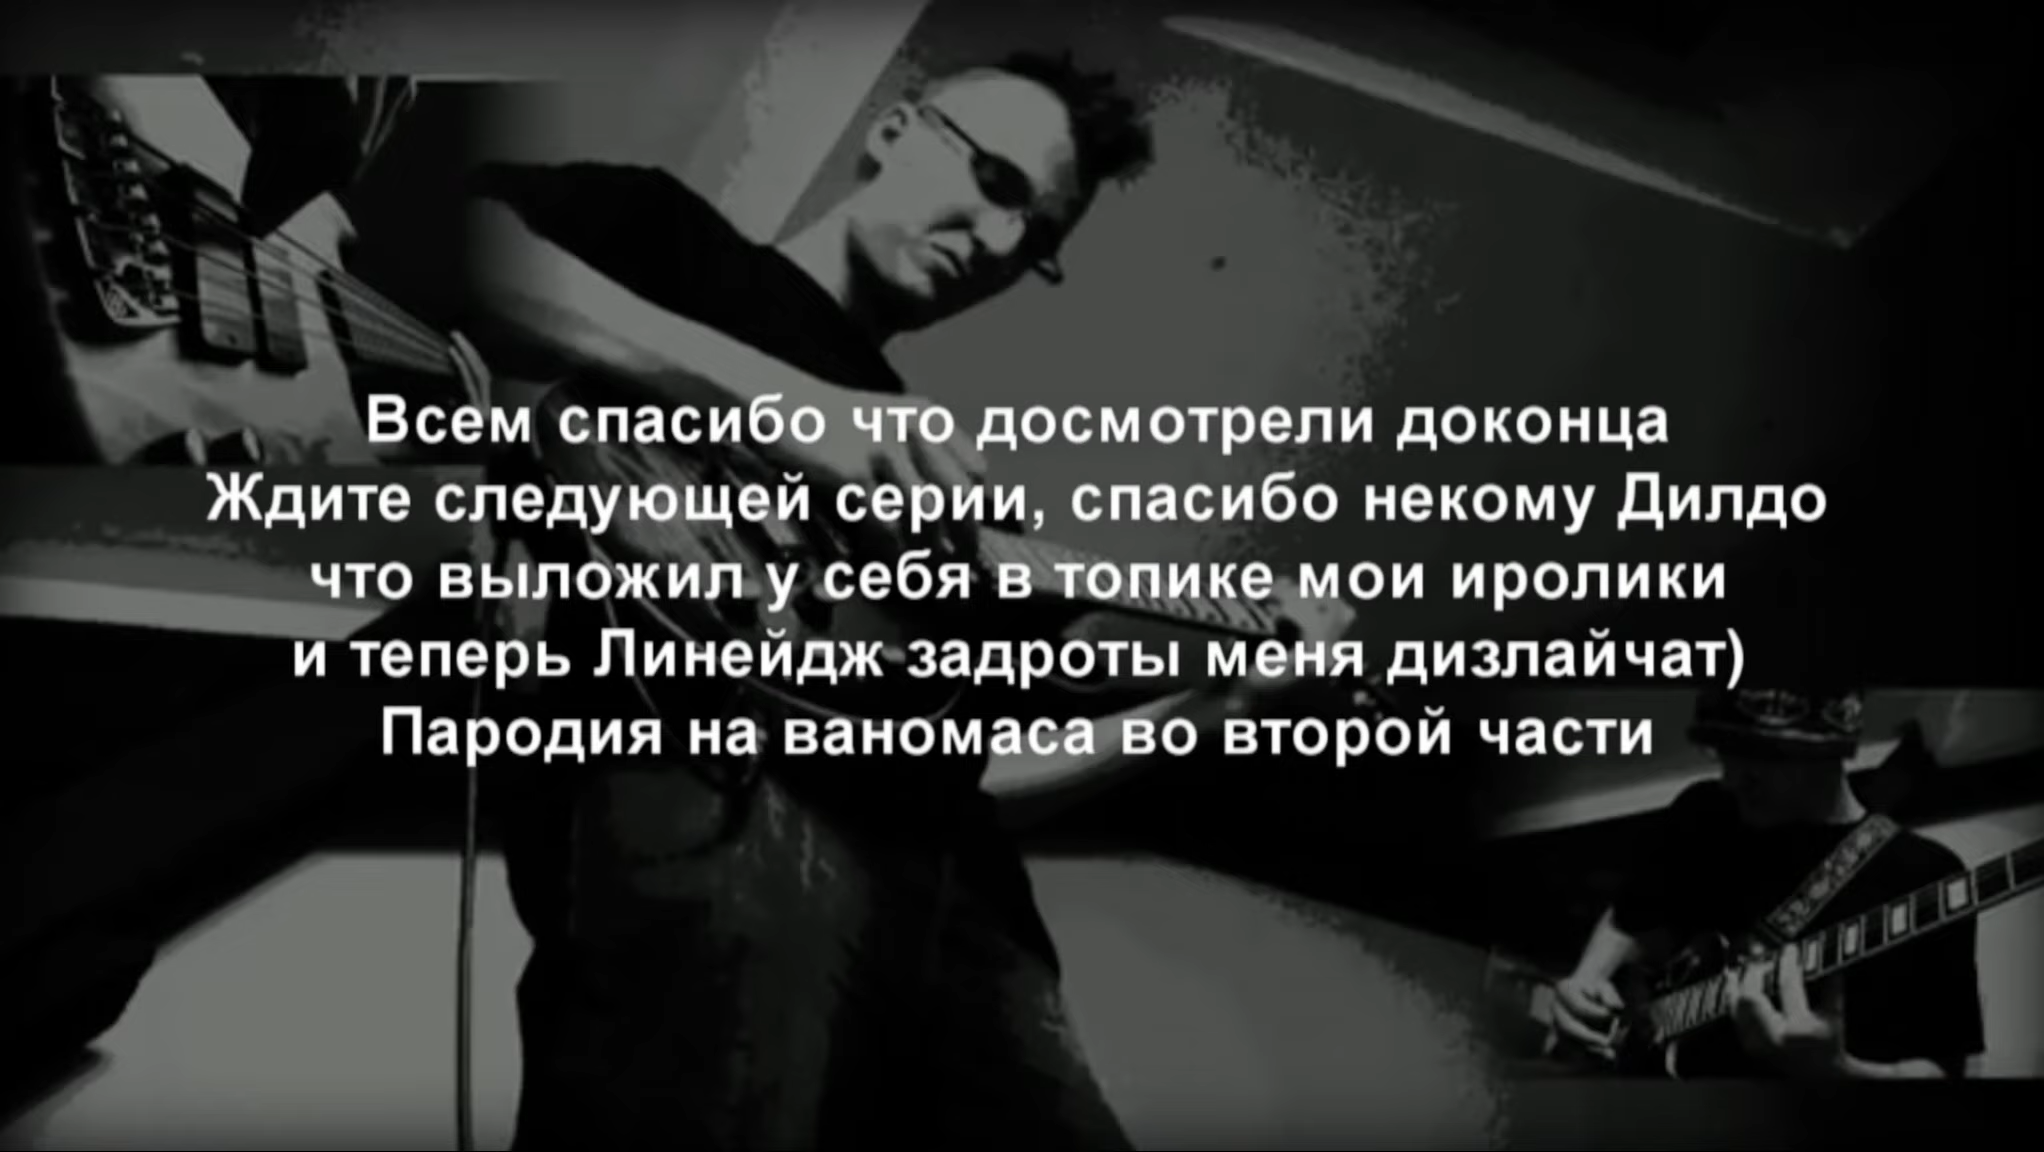 Всем спасибо что досмотрели доконца
Ждите следующей серии, спасибо некому Дилдо
что выложил у себя в топике мои иролики
и теперь Линейдж задроты меня дизлайчат)
Пародия на ваномаса во второй части